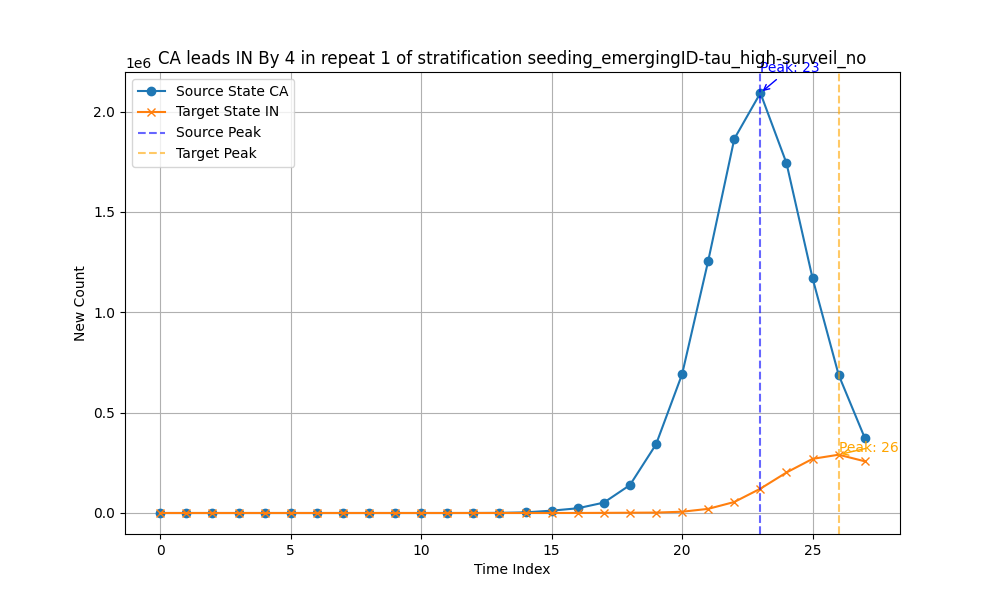 CA leads IN By 4 in repeat 1 of stratification seeding_emergingID-tau_high-surveil_no
1e6
Peak: 23
Source State CA
Target State IN
Source Peak
Target Peak
2.0
1.5
1.0
0.5
0.0
New Count
Peak: 26
0 5 10 15 20 25
Time Index